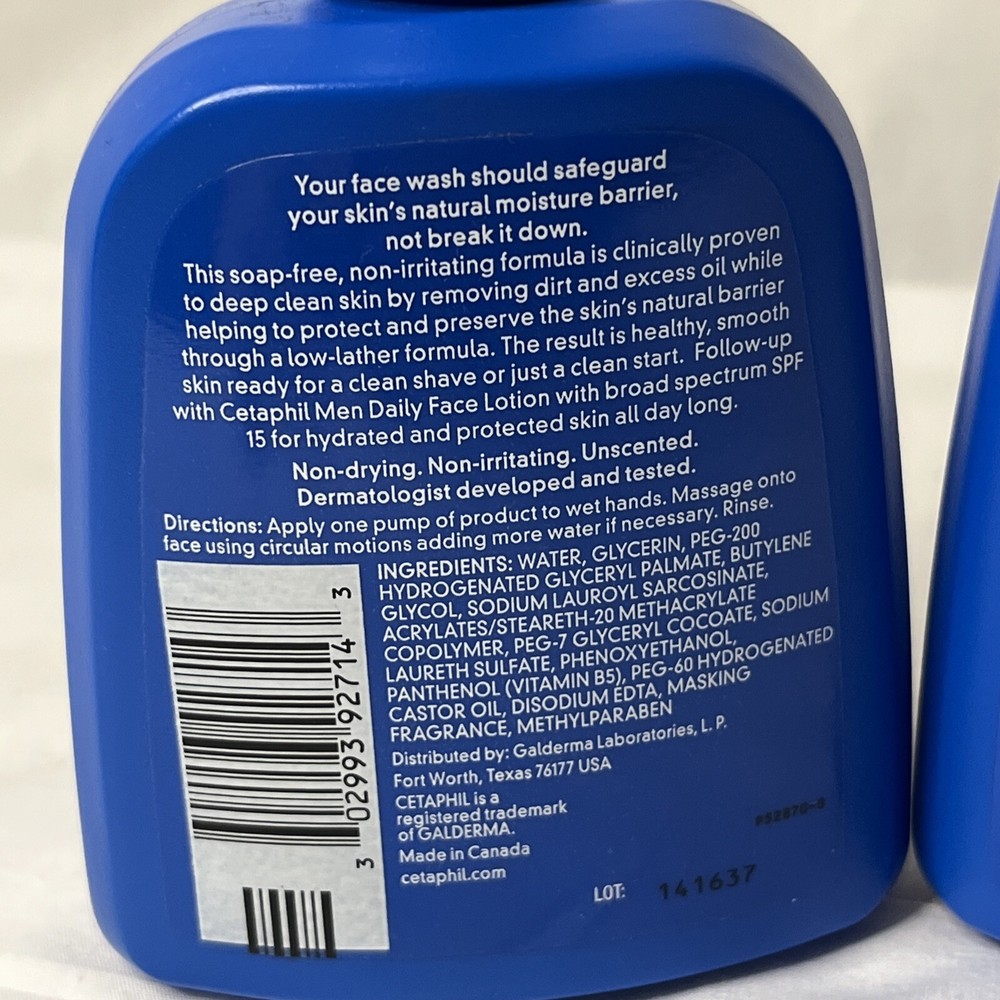 Your face wash should safeguard
your skin's natural moisture barrier,
not break it down.
This soap-free, non-irritating formula is clinically proven
to deep clean skin by removing dirt and excess oil while
helping to protect and preserve the skin's natural barrier
through a low-lather formula. The result is healthy, smooth
skin ready for a clean shave or just a clean start. Follow-up
with Cetaphil Men Daily Face Lotion with broad spectrum SPF
15 for hydrated and protected skin all day long.
Non-drying. Non-irritating. Unscented.
Dermatologist developed and tested.
Directions: Apply one pump of product to wet hands. Massage onto
face using circular motions adding more water if necessary. Rinse.
INGREDIENTS: WATER, GLYCERIN, PEG-200
HYDROGENATED GLYCERYL PALMATE, BUTYLENE
GLYCOL, SODIUM LAUROYL SARCOSINATE,
ACRYLATES/STEARETH-20 METHACRYLATE
COPOLYMER, PEG-7 GLYCERYL COCOATE, SODIUM
LAURETH SULFATE, PHENOXYETHANOL,
PANTHENOL (VITAMIN B5), PEG-60 HYDROGENATED
CASTOR OIL, DISODIUM EDTA, MASKING
FRAGRANCE, METHYLPARABEN
Distributed by: Galderma Laboratories, L. P.
Fort Worth, Texas 76177 USA
CETAPHIL is a
registered trademark
of GALDERMA.
Made in Canada
cetaphil.com
LOT: 141637
3 02993 92714 3